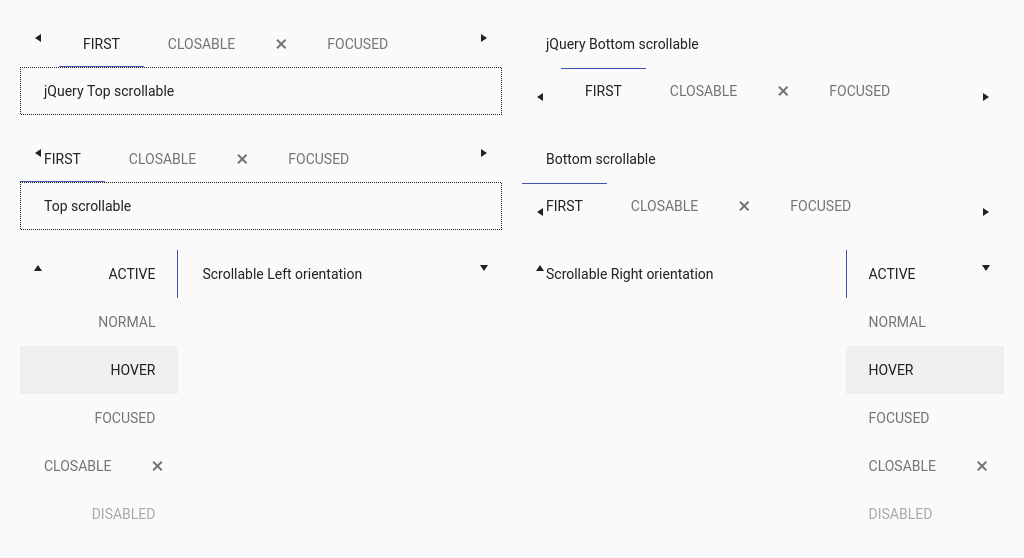 FIRST CLOSABLE FOCUSED
jQuery Top scrollable
jQuery Bottom scrollable
FIRST CLOSABLE FOCUSED
FIRST CLOSABLE FOCUSED
Top scrollable
Bottom scrollable
FIRST CLOSABLE FOCUSED
ACTIVE
Scrollable Left orientation
NORMAL
HOVER
FOCUSED
CLOSABLE
DISABLED
Scrollable Right orientation
ACTIVE
NORMAL
HOVER
FOCUSED
CLOSABLE
DISABLED